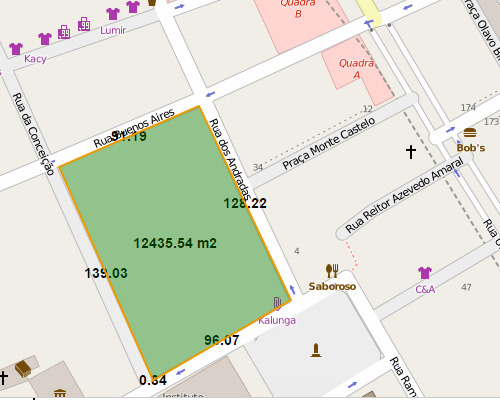 Quadra
B
Lumir
Kacy
Praça Olavo Bi
Quadra
A
Rua da Conceição
Rua Buenos Aires
.19
Rua dos Andradas
12
174
173
Praça Monte Castelo
Bob's
34
Rua Reitor Azevedo Amaral
128.22
12435.54 m2
4
139.03
Saboroso
C&A
47
Kalunga
96.07
0.64
Rua Ram
Instituto